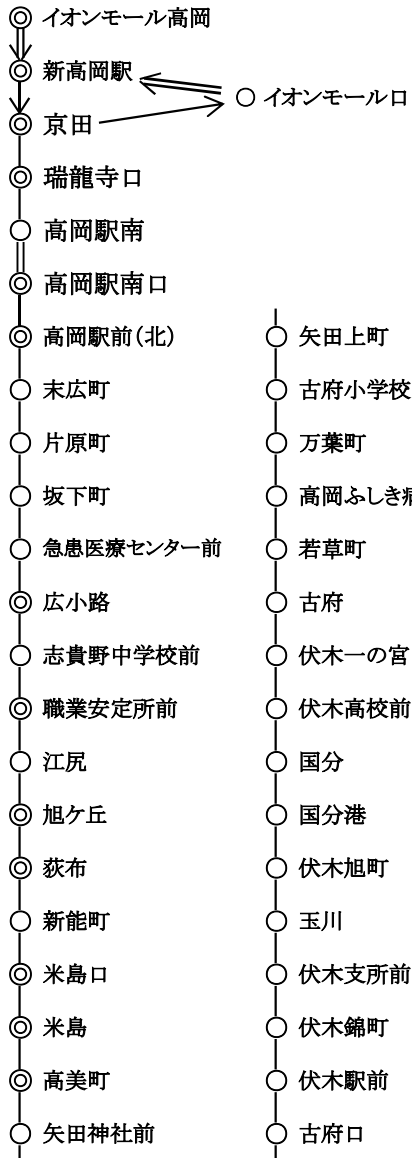 イオンモール高岡
新高岡駅
イオンモール口
京田
瑞龍寺口
高岡駅南
高岡駅南口
高岡駅前（北）
末広町
片原町
坂下町
急患医療センター前
広小路
志貴野中学校前
職業安定所前
江尻
旭ケ丘
荻布
新能町
米島口
米島
高美町
矢田神社前
矢田上町
古府小学校
万葉町
高岡ふしき
若草町
古府
伏木一の宮
伏木高校前
国分
国分港
伏木旭町
玉川
伏木支所前
伏木錦町
伏木駅前
古府口